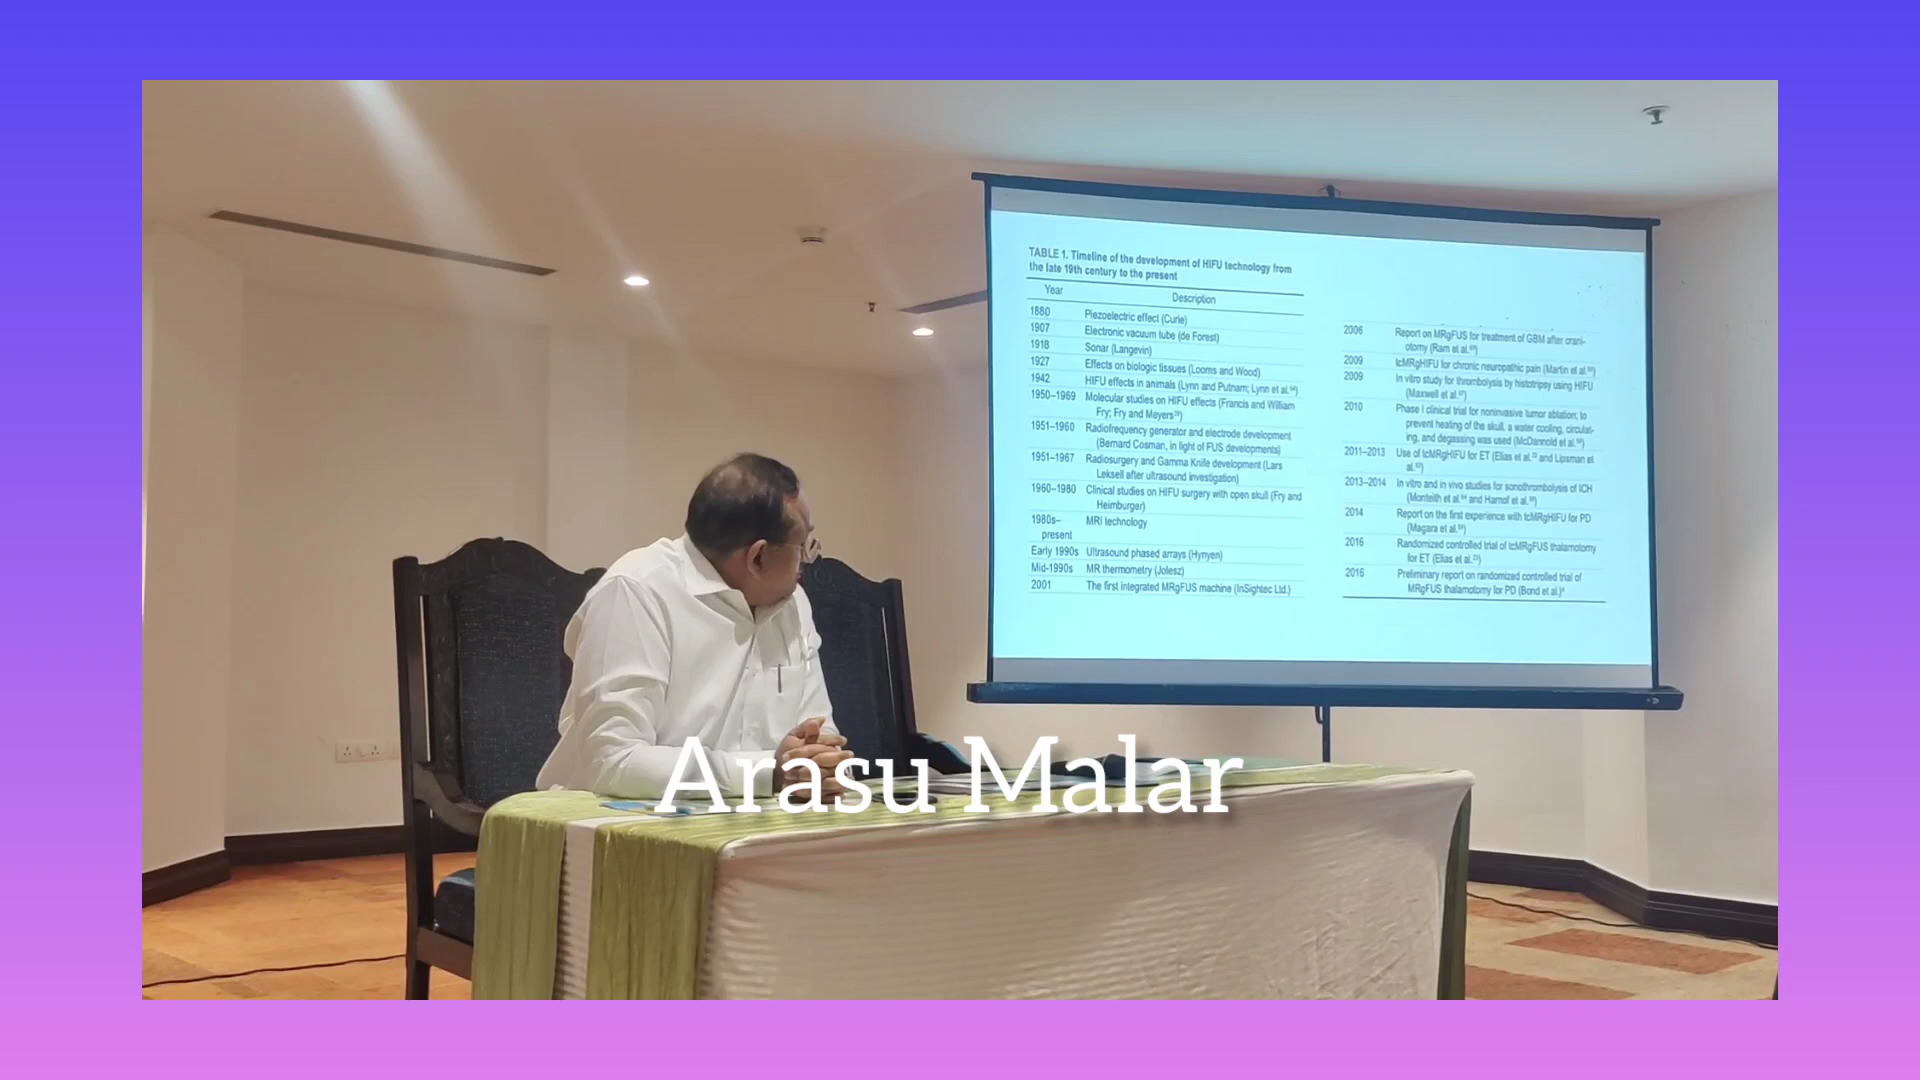 TABLE 1. Timeline of the development of HIFU technology from
the late 19th century to the present
Year Description
1880 Piezoelectric effect (Curie)
1907 Electronic vacuum tube (de Forest)
1918 Sonar (Langevin)
1927 Effects on biologic tissues (Looms and Wood)
1942 HIFU effects in animals (Lynn and Putnam; Lynn et al.)
1950–1969 Molecular studies on HIFU effects (Francis and William
Fry; Fry and Meyers)
1951–1960 Radiofrequency generator and electrode development
(Bernard Cosman, in light of FUS developments)
1951–1967 Radiosurgery and Gamma Knife development (Lars
Leksell after ultrasound investigation)
1960–1980 Clinical studies on HIFU surgery with open skull (Fry and
Heimburger)
1980s– MRI technology
present
Early 1990s Ultrasound phased arrays (Hynyen)
Mid-1990s MR thermometry (Jolesz)
2001 The first integrated MRgFUS machine (InSightec Ltd.)
2006 Report on MRgFUS for treatment of GBM after crani-
otomy (Ram et al.)
2009 tcMRgHIFU for chronic neuropathic pain (Martin et al.)
2009 In vitro study for thrombolysis by histotripsy using HIFU
(Maxwell et al.)
2010 Phase I clinical trial for noninvasive tumor ablation; to
prevent heating of the skull, a water cooling, circulat-
ing, and degassing was used (McDannold et al.)
2011–2013 Use of tcMRgHIFU for ET (Elias et al. and Lipsman et
al.)
2013–2014 In vitro and in vivo studies for sonothrombolysis of ICH
(Monteith et al. and Harnof et al.)
2014 Report on the first experience with tcMRgHIFU for PD
(Magara et al.)
2016 Randomized controlled trial of tcMRgFUS thalamotomy
for ET (Elias et al.)
2016 Preliminary report on randomized controlled trial of
MRgFUS thalamotomy for PD (Bond et al.)
Arasu Malar